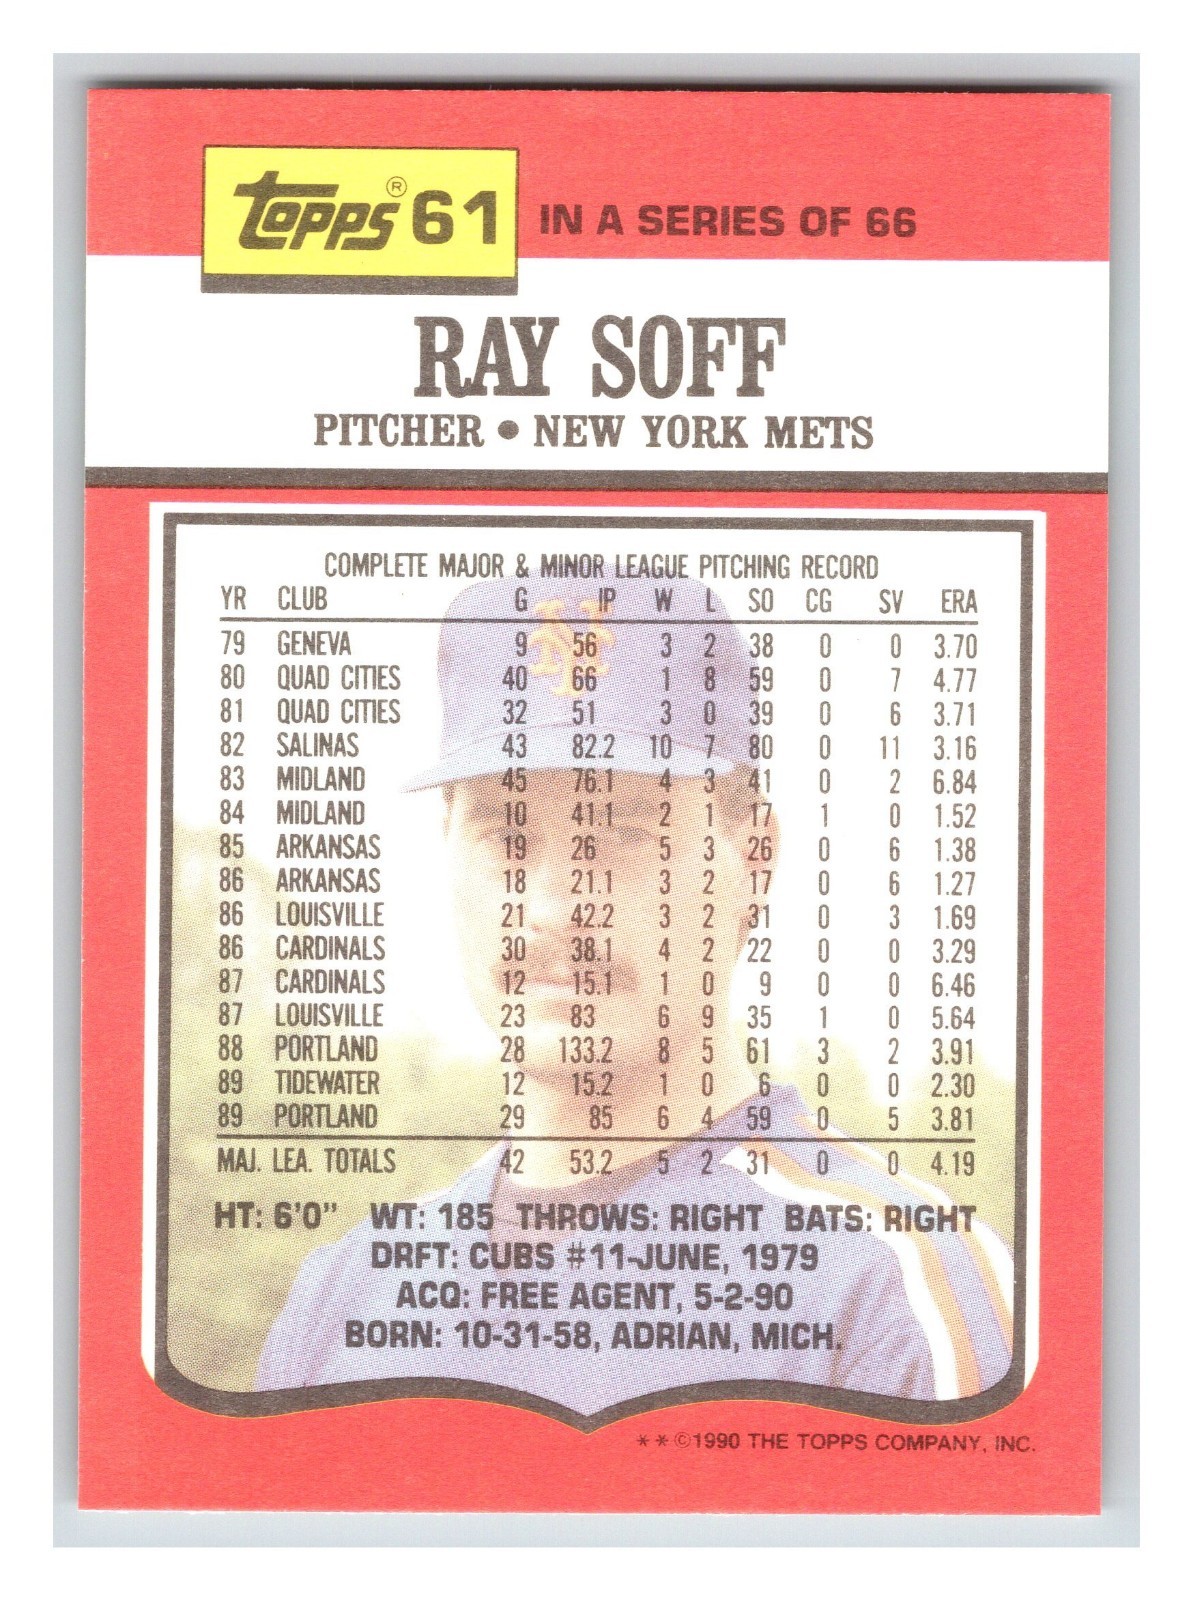 Topps® 61 IN A SERIES OF 66
RAY SOFF
PITCHER • NEW YORK METS
COMPLETE MAJOR & MINOR LEAGUE PITCHING RECORD
YR CLUB G IP W L SO CG SV ERA
79 GENEVA 9 56 3 2 38 0 0 3.70
80 QUAD CITIES 40 66 1 8 59 0 7 4.77
81 QUAD CITIES 32 51 3 0 39 0 6 3.71
82 SALINAS 43 82.2 10 7 80 0 11 3.16
83 MIDLAND 45 76.1 4 3 41 0 2 6.84
84 MIDLAND 10 41.1 2 1 17 1 0 1.52
85 ARKANSAS 19 26 5 3 26 0 6 1.38
86 ARKANSAS 18 21.1 3 2 17 0 6 1.27
86 LOUISVILLE 21 42.2 3 2 31 0 3 1.69
86 CARDINALS 30 38.1 4 2 22 0 0 3.29
87 CARDINALS 12 15.1 1 0 9 0 0 6.46
87 LOUISVILLE 23 83 6 9 35 1 0 5.64
88 PORTLAND 28 133.2 8 5 61 3 2 3.91
89 TIDEWATER 12 15.2 1 0 6 0 0 2.30
89 PORTLAND 29 85 6 4 59 0 5 3.81
MAJ. LEA. TOTALS 42 53.2 5 2 31 0 0 4.19
HT: 6'0" WT: 185 THROWS: RIGHT BATS: RIGHT
DRFT: CUBS #11-JUNE, 1979
ACQ: FREE AGENT, 5-2-90
BORN: 10-31-58, ADRIAN, MICH.
**©1990 THE TOPPS COMPANY, INC.